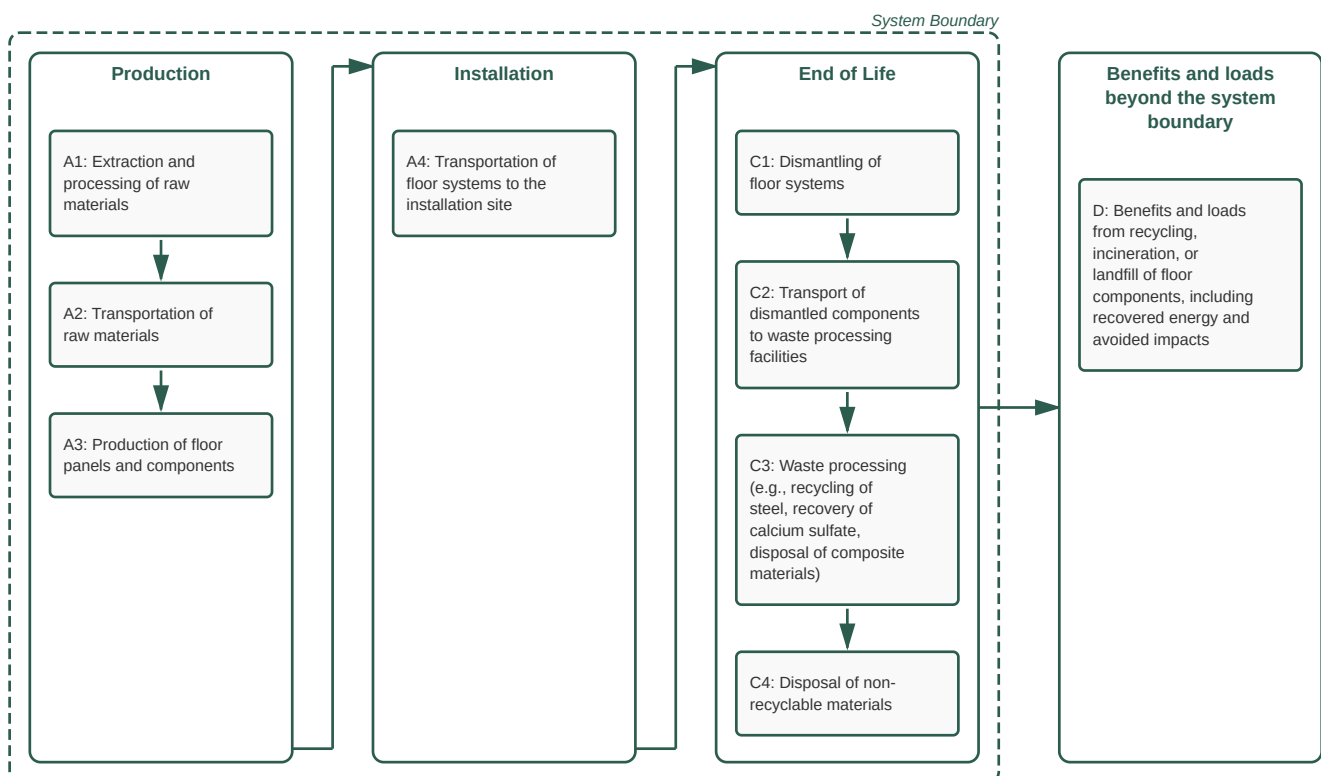 System Boundary
Production
A1: Extraction and
processing of raw
materials
A2: Transportation of
raw materials
A3: Production of floor
panels and components
Installation
A4: Transportation of
floor systems to the
installation site
End of Life
C1: Dismantling of
floor systems
C2: Transport of
dismantled components
to waste processing
facilities
C3: Waste processing
(e.g., recycling of
steel, recovery of
calcium sulfate,
disposal of composite
materials)
C4: Disposal of non-
recyclable materials
Benefits and loads
beyond the system
boundary
D: Benefits and loads
from recycling,
incineration, or
landfill of floor
components, including
recovered energy and
avoided impacts